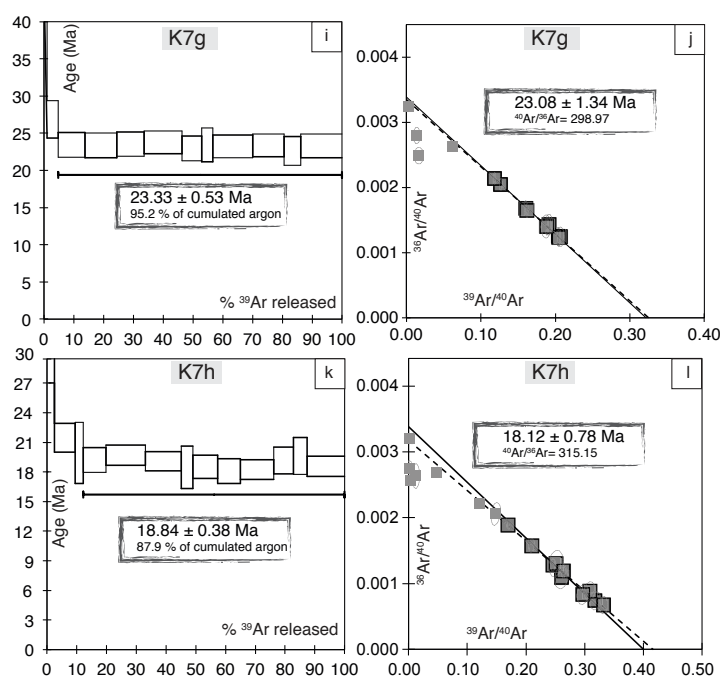 K7g
i
40
35
30
25
20
15
10
5
0
Age (Ma)
23.33 ± 0.53 Ma
95.2 % of cumulated argon
% ³⁹Ar released
0 10 20 30 40 50 60 70 80 90 100
K7g
j
0.004
0.003
0.002
0.001
0.000
³⁶Ar/⁴⁰Ar
23.08 ± 1.34 Ma
⁴⁰Ar/³⁶Ar= 298.97
³⁹Ar/⁴⁰Ar
0.00 0.10 0.20 0.30 0.40
K7h
k
30
27
24
21
18
15
12
9
6
3
0
Age (Ma)
18.84 ± 0.38 Ma
87.9 % of cumulated argon
% ³⁹Ar released
0 10 20 30 40 50 60 70 80 90 100
K7h
l
0.004
0.003
0.002
0.001
0.000
³⁶Ar/⁴⁰Ar
18.12 ± 0.78 Ma
⁴⁰Ar/³⁶Ar= 315.15
³⁹Ar/⁴⁰Ar
0.00 0.10 0.20 0.30 0.40 0.50